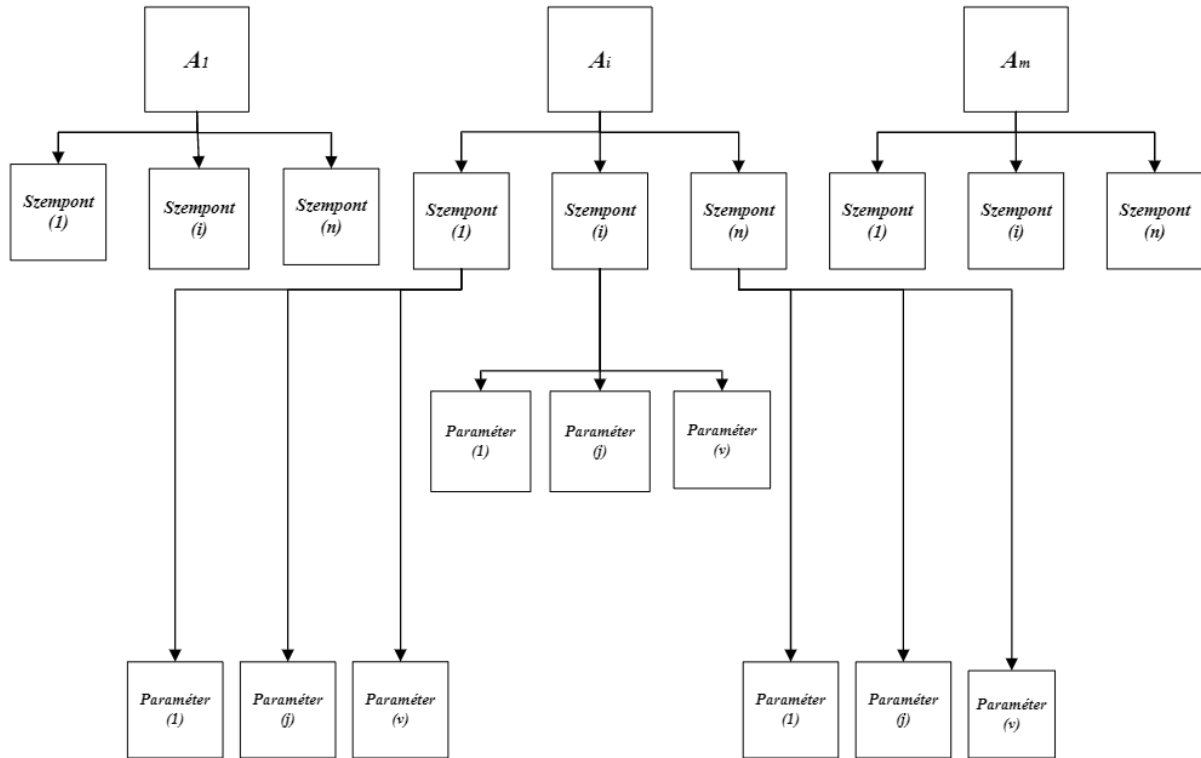 A1
Ai
Am
Szempont
(1)
Szempont
(i)
Szempont
(n)
Szempont
(1)
Szempont
(i)
Szempont
(n)
Szempont
(1)
Szempont
(i)
Szempont
(n)
Paraméter
(1)
Paraméter
(j)
Paraméter
(v)
Paraméter
(1)
Paraméter
(j)
Paraméter
(v)
Paraméter
(1)
Paraméter
(j)
Paraméter
(v)